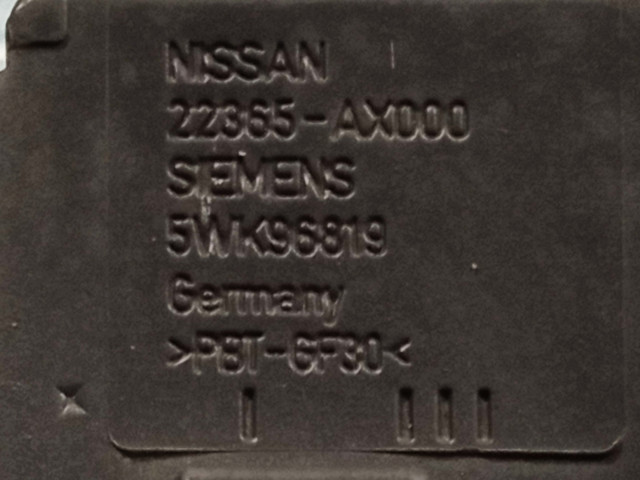 NISSAN
22365-AX000
SIEMENS
5WK96819
Germany
>PBT-GF30<